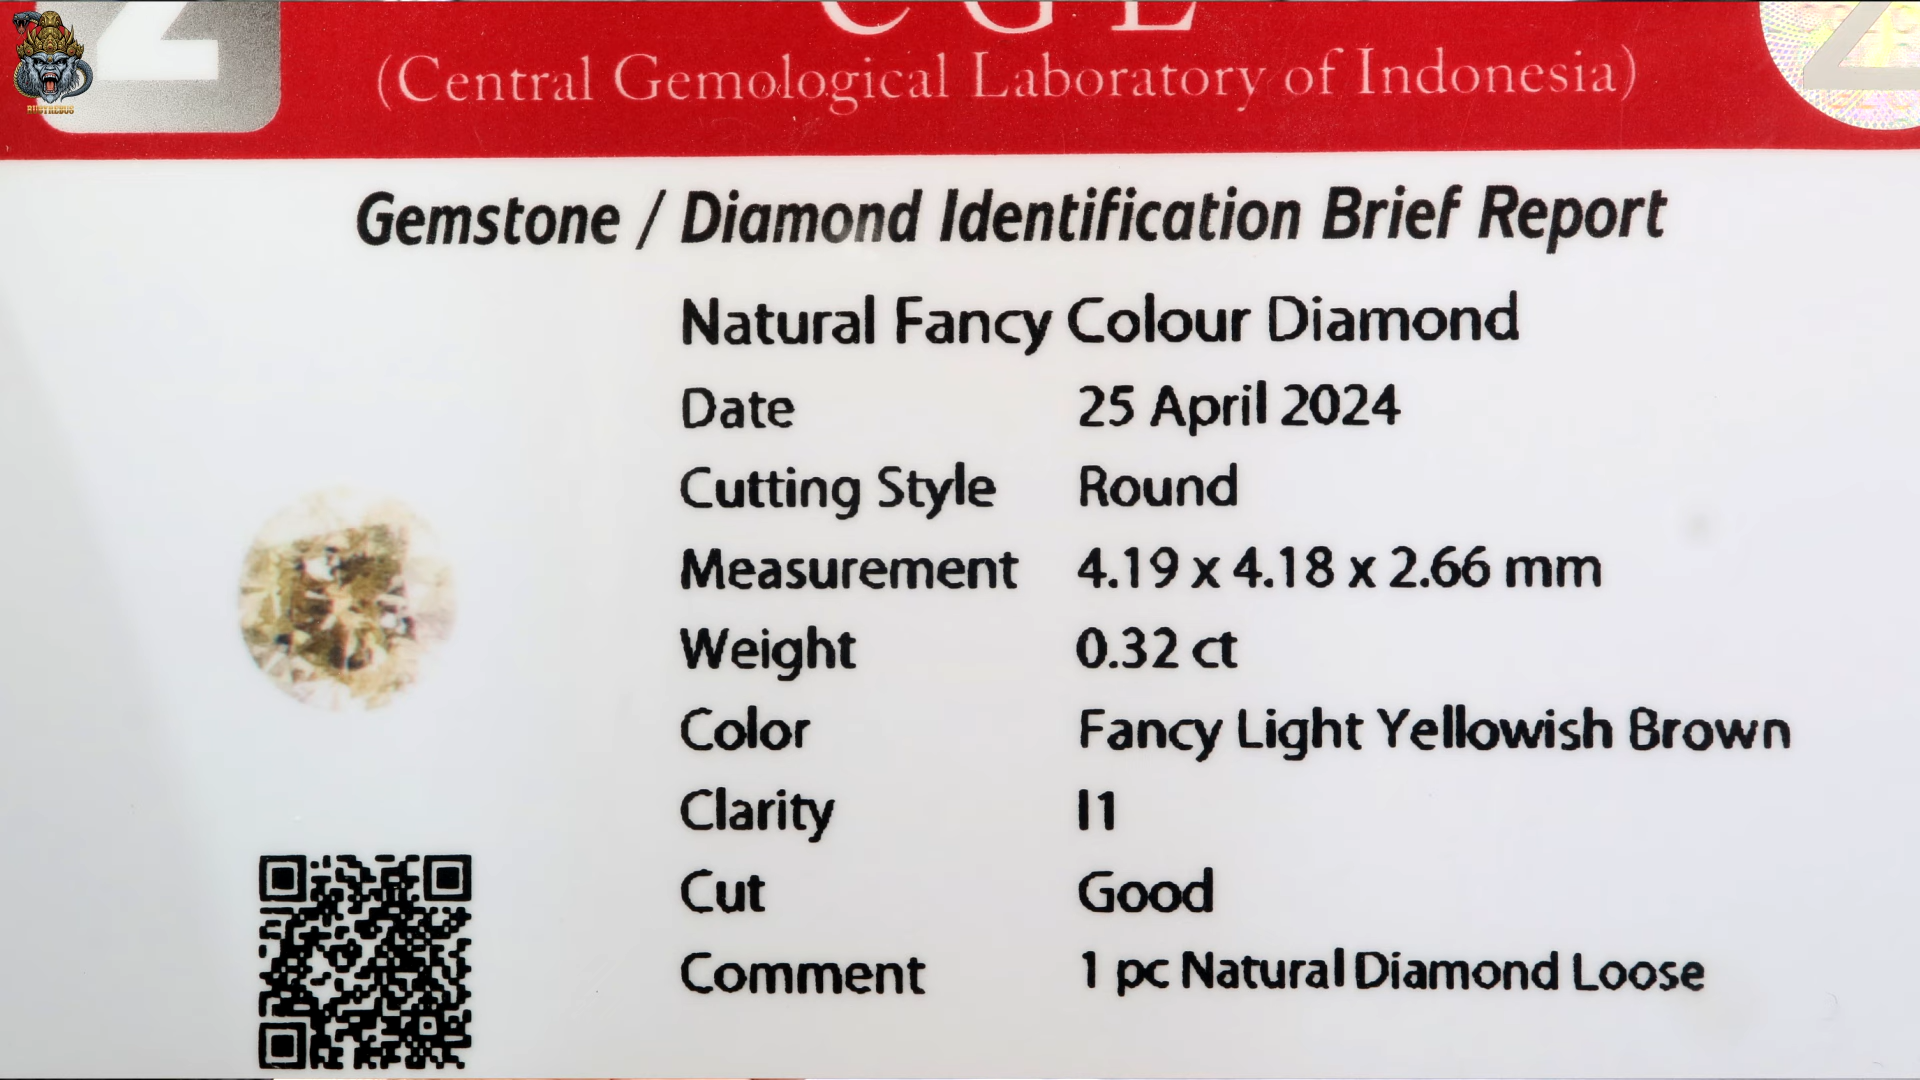 CGL
(Central Gemological Laboratory of Indonesia)
Gemstone / Diamond Identification Brief Report
Natural Fancy Colour Diamond
Date 25 April 2024
Cutting Style Round
Measurement 4.19 x 4.18 x 2.66 mm
Weight 0.32 ct
Color Fancy Light Yellowish Brown
Clarity I1
Cut Good
Comment 1 pc Natural Diamond Loose